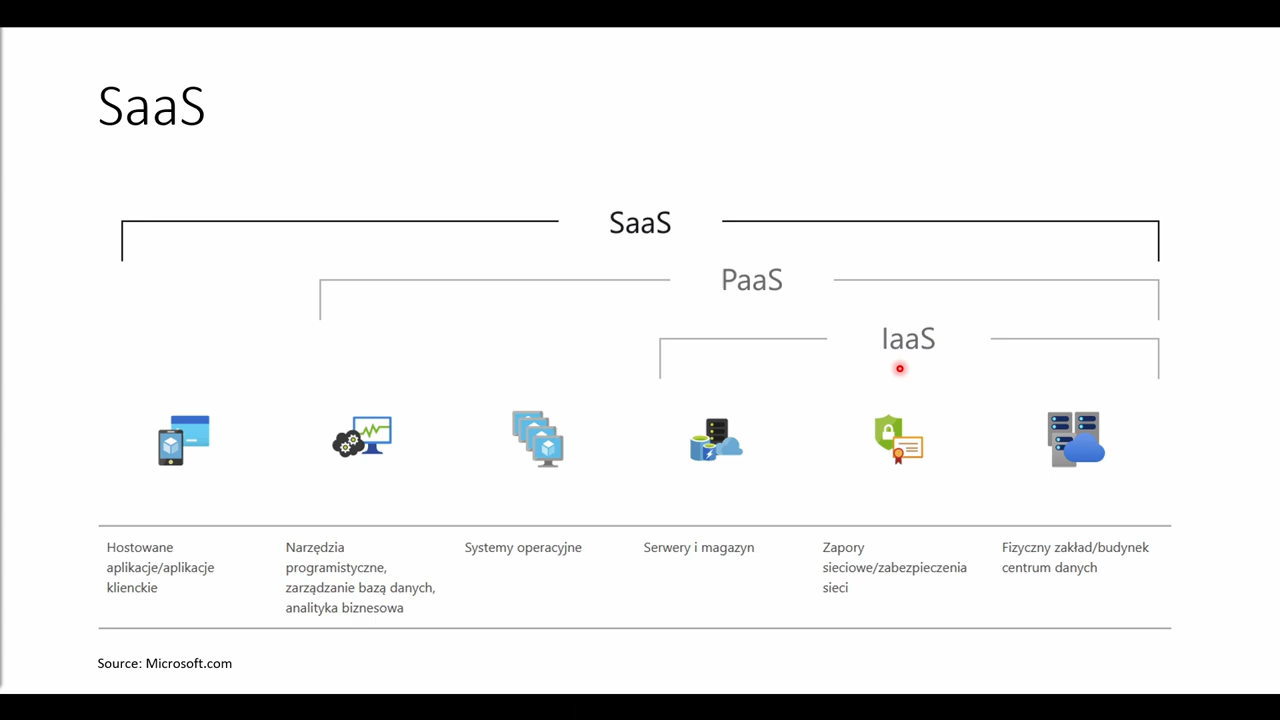 SaaS
SaaS
PaaS
IaaS
Hostowane
aplikacje/aplikacje
klienckie
Narzędzia
programistyczne,
zarządzanie bazą danych,
analityka biznesowa
Systemy operacyjne
Serwery i magazyn
Zapory
sieciowe/zabezpieczenia
sieci
Fizyczny zakład/budynek
centrum danych
Source: Microsoft.com